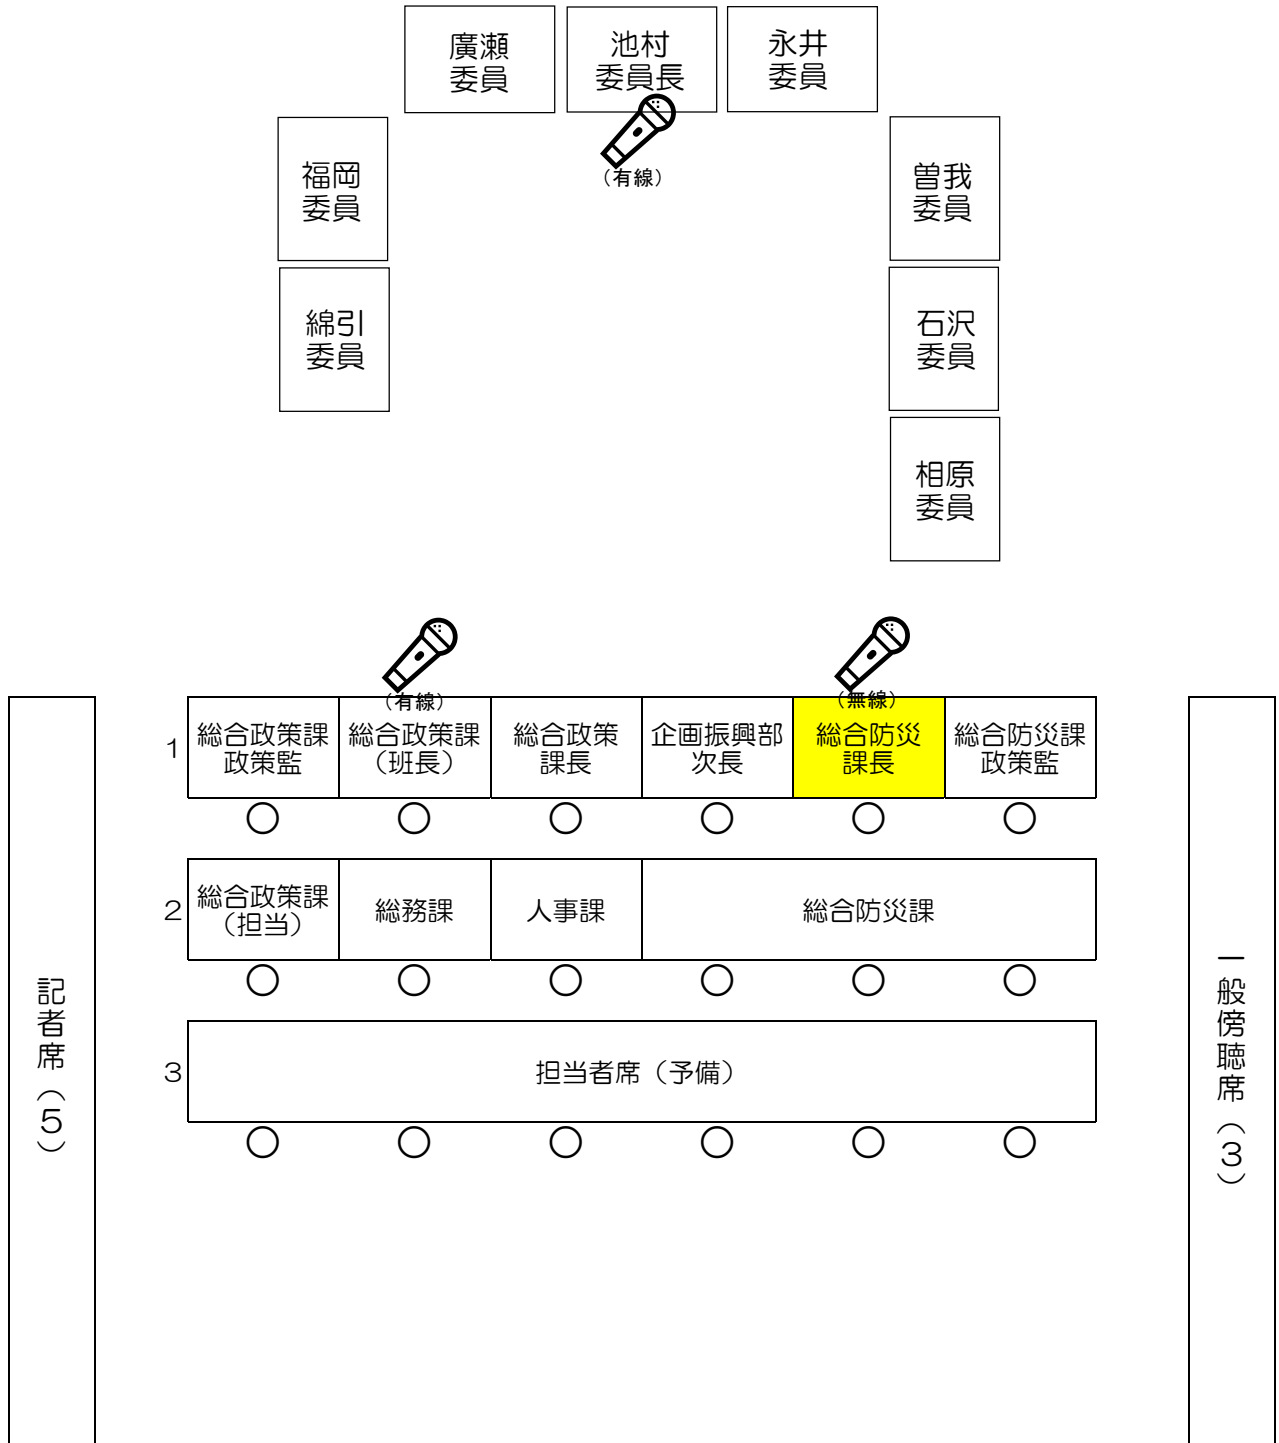 廣瀬
委員
池村
委員長
永井
委員
(有線)
福岡
委員
曽我
委員
綿引
委員
石沢
委員
相原
委員
(有線)
(無線)
1
総合政策課
政策監
総合政策課
(班長)
総合政策
課長
企画振興部
次長
総合防災
課長
総合防災課
政策監
○
○
○
○
○
○
2
総合政策課
(担当)
総務課
人事課
総合防災課
○
○
○
○
○
○
3
担当者席(予備)
○
○
○
○
○
○
記者席(5)
一般傍聴席(3)